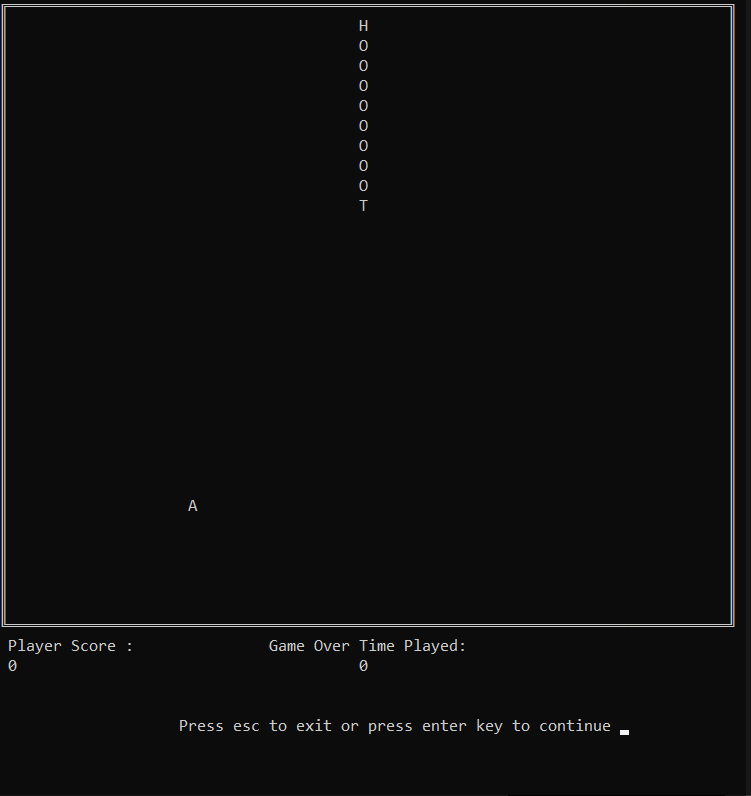 H
O
O
O
O
O
O
O
O
T
A
Player Score : Game Over Time Played:
0 0
Press esc to exit or press enter key to continue